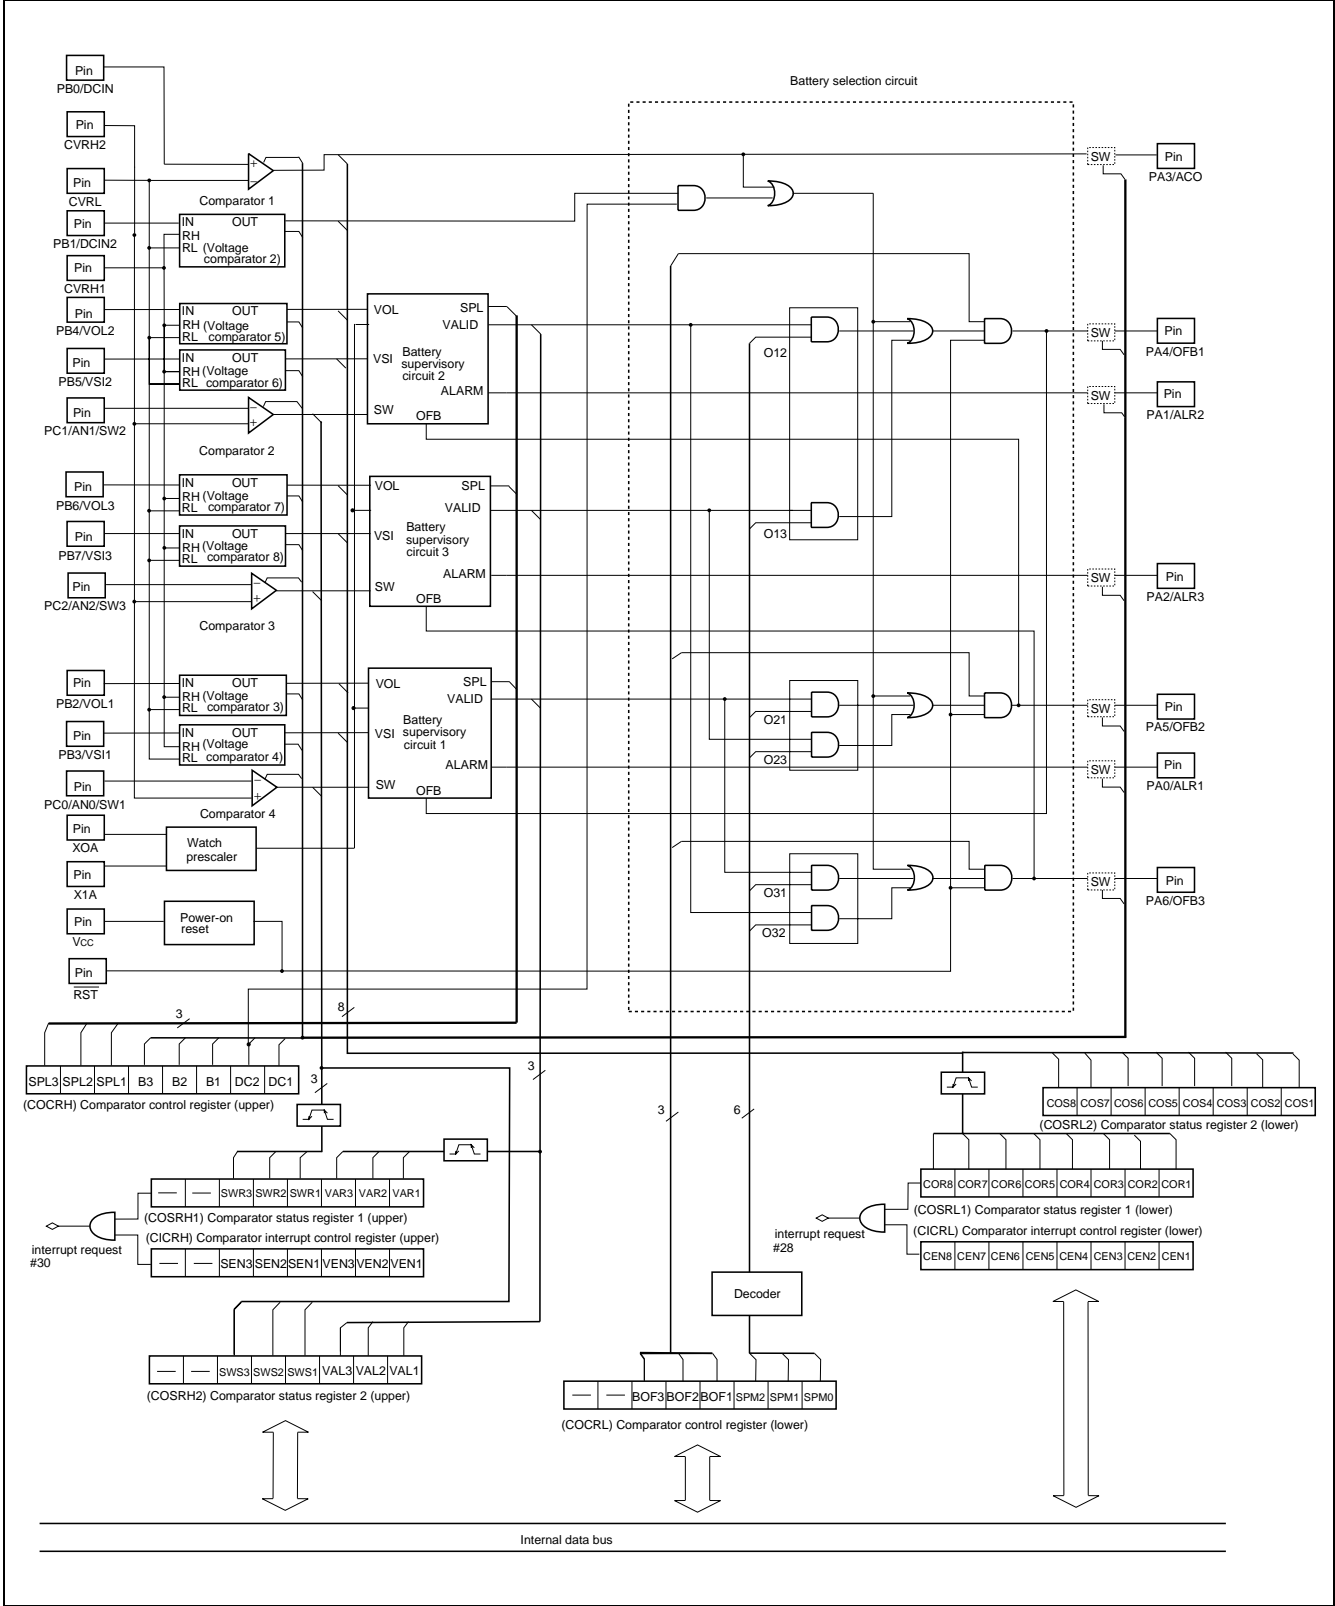 Battery selection circuit
Pin
PB0/DCIN
Pin
CVRH2
Pin
CVRL
Pin
PB1/DCIN2
Pin
CVRH1
Pin
PB4/VOL2
Pin
PB5/VSI2
Pin
PC1/AN1/SW2
Pin
PB6/VOL3
Pin
PB7/VSI3
Pin
PC2/AN2/SW3
Pin
PB2/VOL1
Pin
PB3/VSI1
Pin
PC0/AN0/SW1
Pin
XOA
Pin
X1A
Pin
Vcc
Pin
RST
+
−
Comparator 1
IN OUT
RH
RL (Voltage
comparator 2)
IN OUT
RH (Voltage
RL comparator 5)
IN OUT
RH (Voltage
RL comparator 6)
−
+
Comparator 2
IN OUT
RH (Voltage
RL comparator 7)
IN OUT
RH (Voltage
RL comparator 8)
−
+
Comparator 3
IN OUT
RH (Voltage
RL comparator 3)
IN OUT
RH (Voltage
RL comparator 4)
−
+
Comparator 4
Watch
prescaler
Power-on
reset
VOL SPL
VALID
VSI Battery
supervisory
circuit 2
ALARM
SW
OFB
VOL SPL
VALID
VSI Battery
supervisory
circuit 3
ALARM
SW
OFB
VOL SPL
VALID
VSI Battery
supervisory
circuit 1
ALARM
SW
OFB
O12
O13
O21
O23
O31
O32
SW
Pin
PA3/ACO
SW
Pin
PA4/OFB1
SW
Pin
PA1/ALR2
SW
Pin
PA2/ALR3
SW
Pin
PA5/OFB2
SW
Pin
PA0/ALR1
SW
Pin
PA6/OFB3
3
8
3
3
3
6
SPL3 SPL2 SPL1 B3 B2 B1 DC2 DC1
(COCRH) Comparator control register (upper)
COS8 COS7 COS6 COS5 COS4 COS3 COS2 COS1
(COSRL2) Comparator status register 2 (lower)
— — SWR3 SWR2 SWR1 VAR3 VAR2 VAR1
(COSRH1) Comparator status register 1 (upper)
(CICRH) Comparator interrupt control register (upper)
— — SEN3 SEN2 SEN1 VEN3 VEN2 VEN1
interrupt request
#30
COR8 COR7 COR6 COR5 COR4 COR3 COR2 COR1
(COSRL1) Comparator status register 1 (lower)
(CICRL) Comparator interrupt control register (lower)
CEN8 CEN7 CEN6 CEN5 CEN4 CEN3 CEN2 CEN1
interrupt request
#28
Decoder
— — SWS3 SWS2 SWS1 VAL3 VAL2 VAL1
(COSRH2) Comparator status register 2 (upper)
— — BOF3 BOF2 BOF1 SPM2 SPM1 SPM0
(COCRL) Comparator control register (lower)
Internal data bus